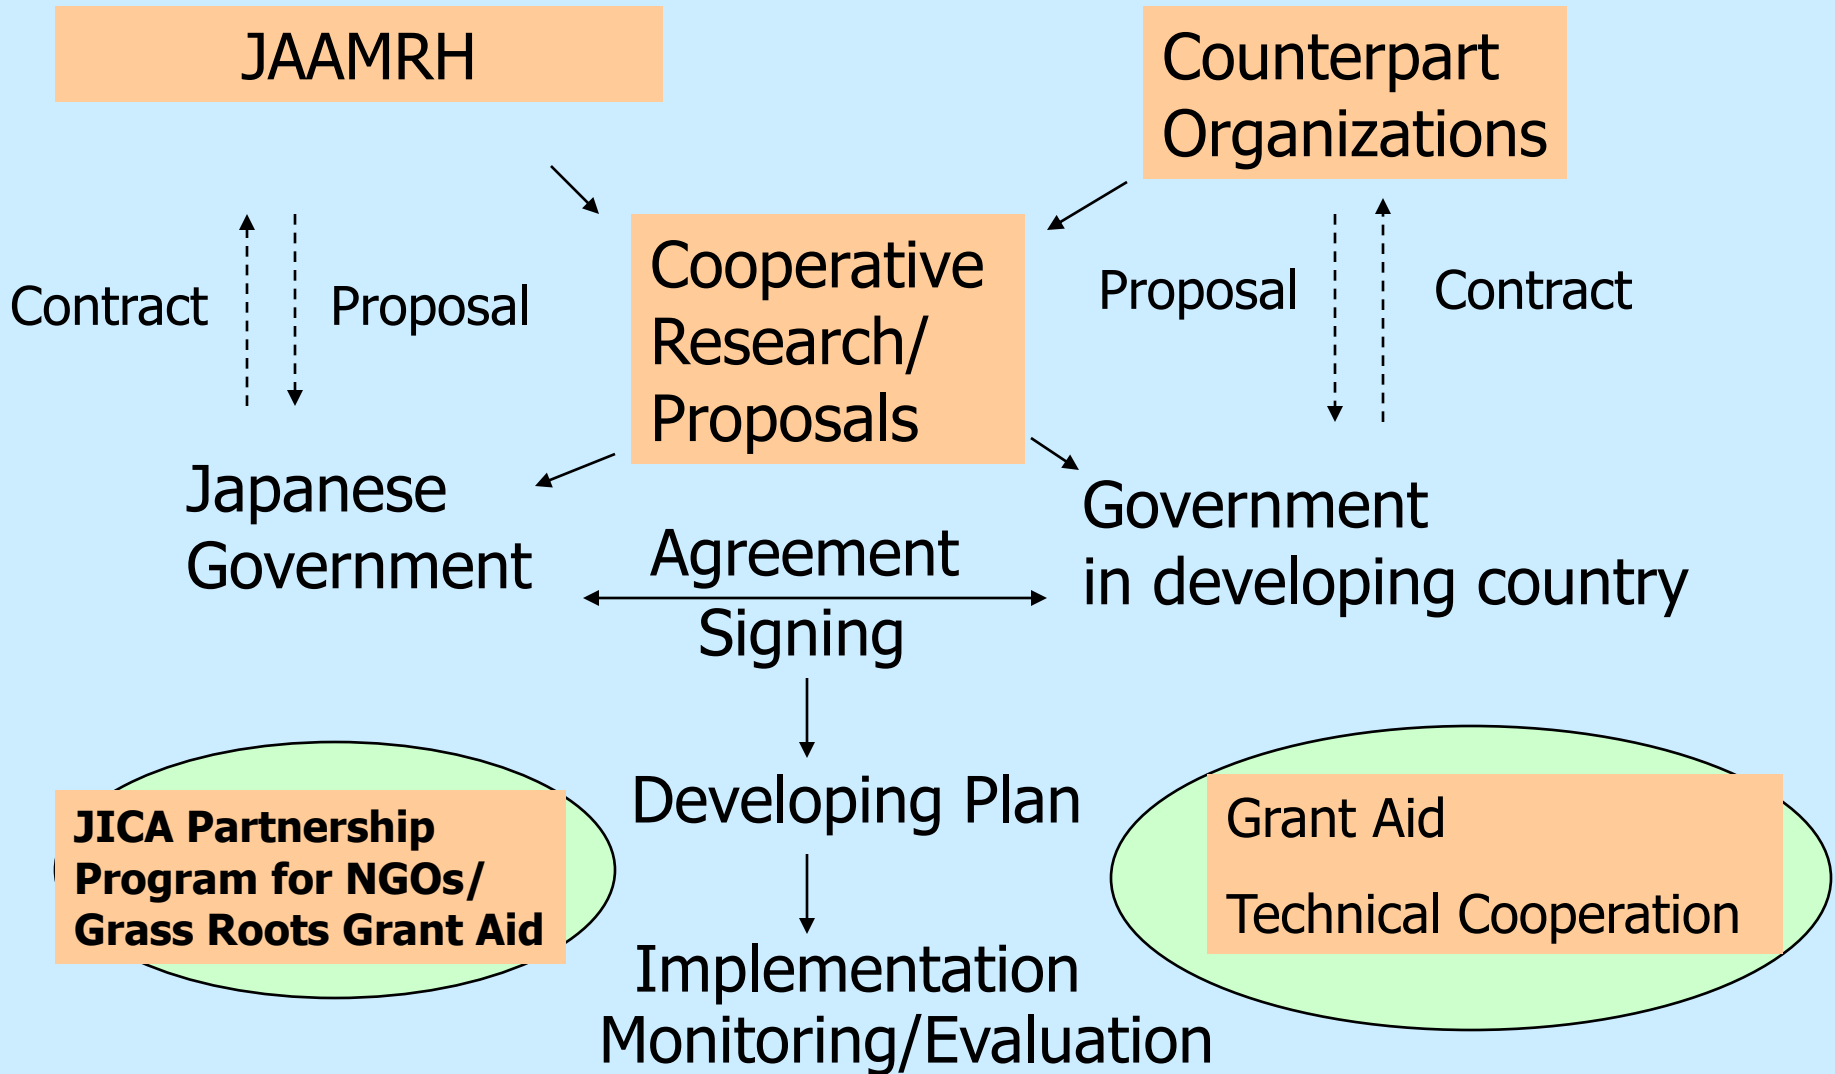 JAAMRH
Counterpart
Organizations
Contract
Proposal
Cooperative
Research/
Proposals
Proposal
Contract
Japanese
Government
Agreement
Signing
Government
in developing country
Developing Plan
JICA Partnership
Program for NGOs/
Grass Roots Grant Aid
Grant Aid
Technical Cooperation
Implementation
Monitoring/Evaluation